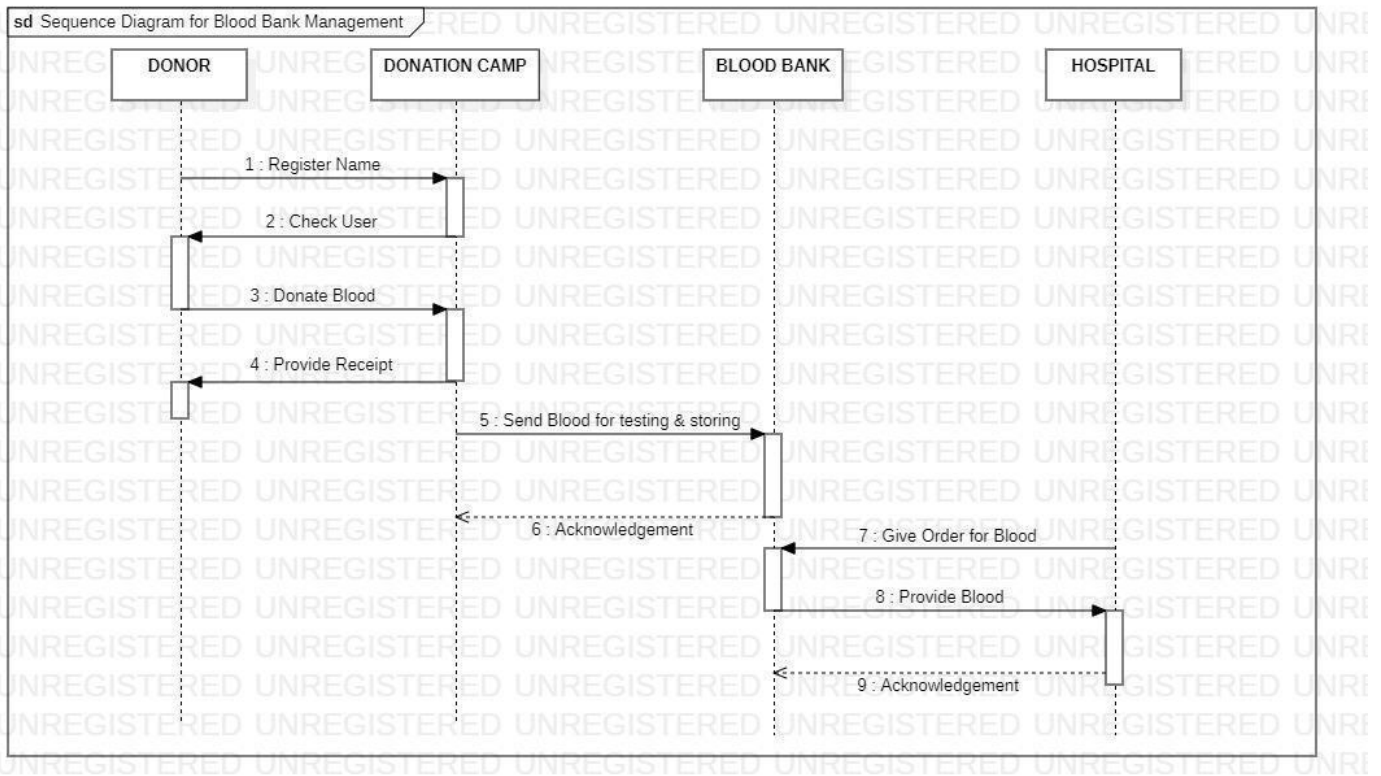 sd Sequence Diagram for Blood Bank Management
DONOR
DONATION CAMP
BLOOD BANK
HOSPITAL
1 : Register Name
2 : Check User
3 : Donate Blood
4 : Provide Receipt
5 : Send Blood for testing & storing
6 : Acknowledgement
7 : Give Order for Blood
8 : Provide Blood
9 : Acknowledgement
UNREGISTERED